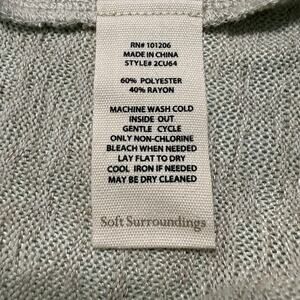 RN# 101206
MADE IN CHINA
STYLE# 2CU64
60% POLYESTER
40% RAYON
MACHINE WASH COLD
INSIDE OUT
GENTLE CYCLE
ONLY NON-CHLORINE
BLEACH WHEN NEEDED
LAY FLAT TO DRY
COOL IRON IF NEEDED
MAY BE DRY CLEANED
Soft Surroundings